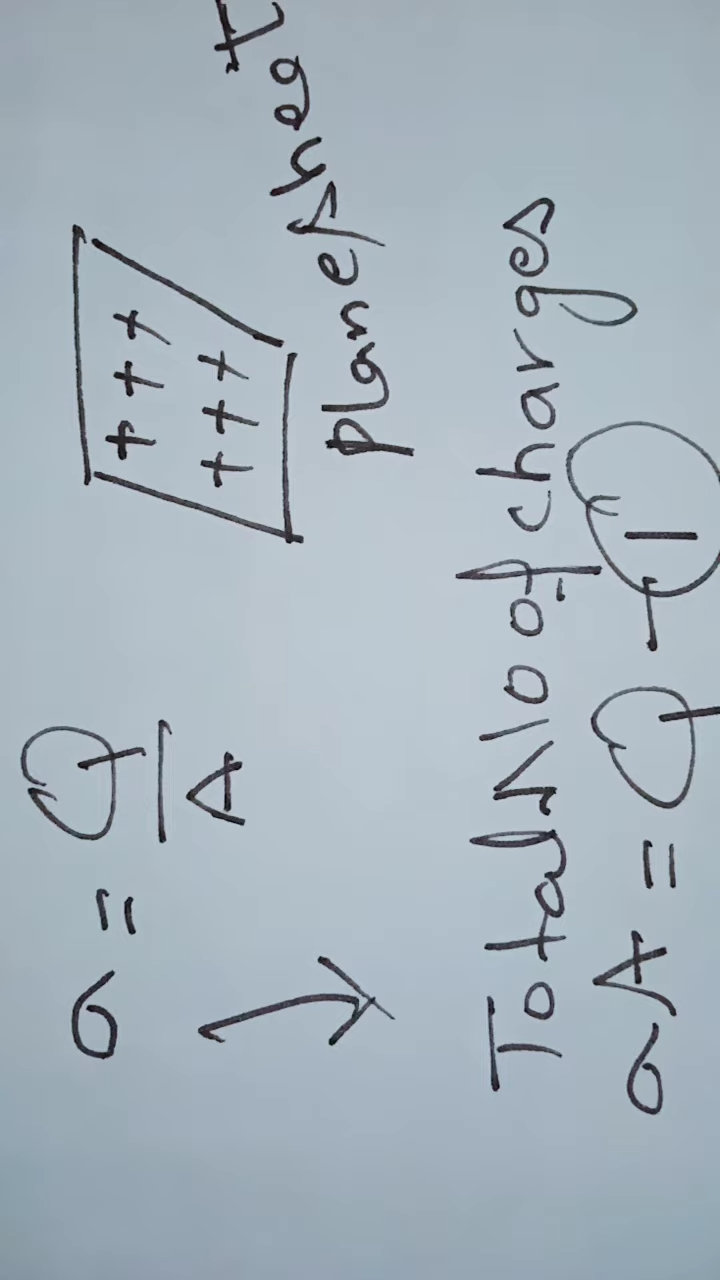 σ = Q/A
+ + +
+ + +
plane sheet
Total No of charges
σA = Q - 1